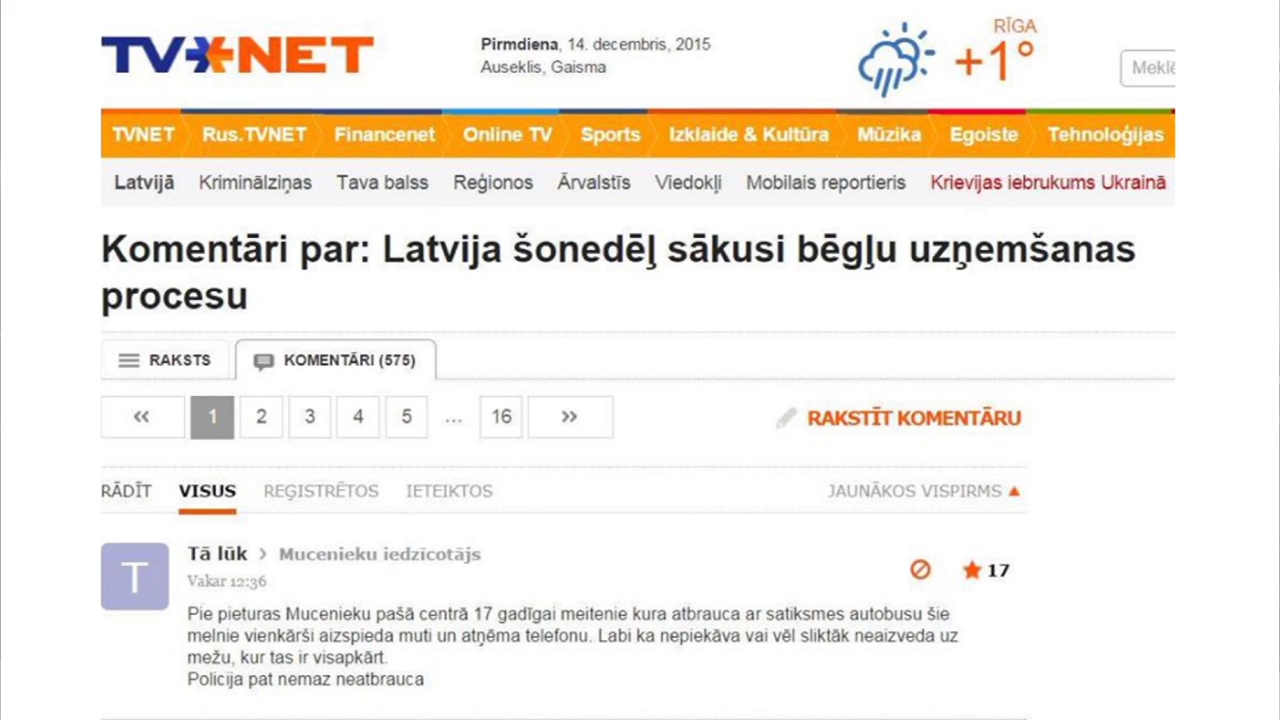 TV NET
Pirmdiena, 14. decembris, 2015
Auseklis, Gaisma
RĪGA
+1°
Meklē
TVNET Rus.TVNET Financenet Online TV Sports Izklaide & Kultūra Mūzika Egoiste Tehnoloģijas
Latvijā Kriminālziņas Tava balss Reģionos Ārvalstīs Viedokļi Mobilais reportieris Krievijas iebrukums Ukrainā
Komentāri par: Latvija šonedēļ sākusi bēgļu uzņemšanas
procesu
RAKSTS KOMENTĀRI (575)
« 1 2 3 4 5 ... 16 » RAKSTĪT KOMENTĀRU
RĀDĪT VISUS REĢISTRĒTOS IETEIKTOS JAUNĀKOS VISPIRMS ▲
T
Tā lūk > Mucenieku iedzīcotājs
Vakar 12:36
17
Pie pieturas Mucenieku pašā centrā 17 gadīgai meitenie kura atbrauca ar satiksmes autobusu šie
melnie vienkārši aizspieda muti un atņēma telefonu. Labi ka nepiekāva vai vēl sliktāk neaizveda uz
mežu, kur tas ir visapkārt.
Policija pat nemaz neatbrauca